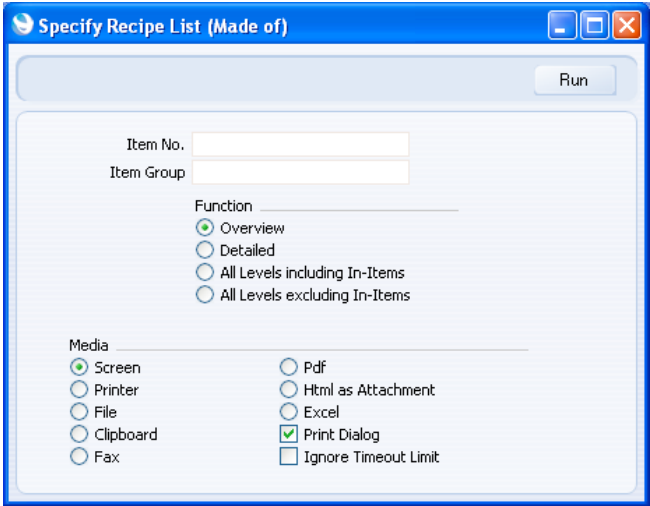 Specify Recipe List (Made of)
Run
Item No.
Item Group
Function
Overview
Detailed
All Levels including In-Items
All Levels excluding In-Items
Media
Screen
Printer
File
Clipboard
Fax
Pdf
Html as Attachment
Excel
Print Dialog
Ignore Timeout Limit